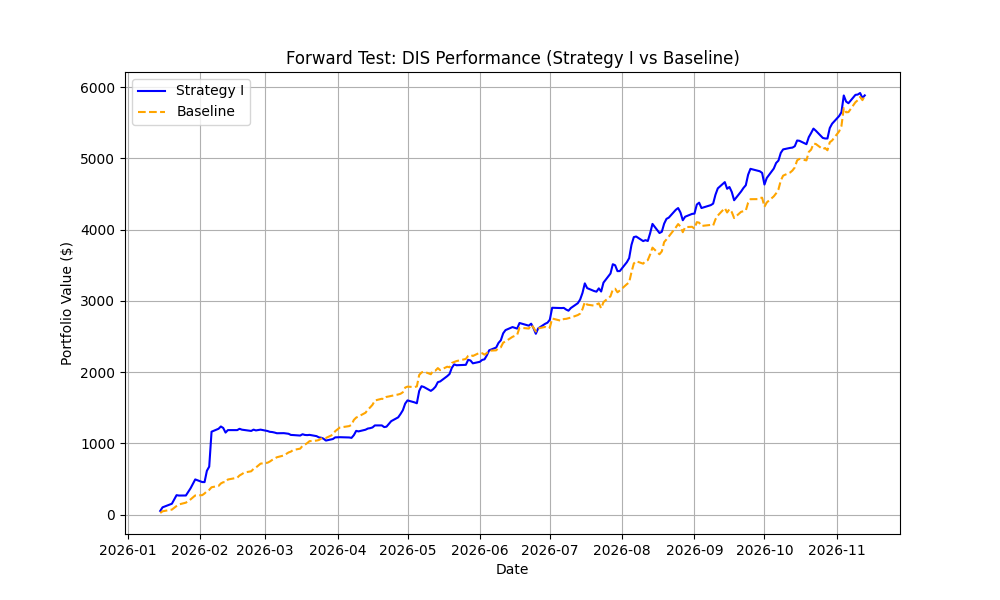 Forward Test: DIS Performance (Strategy I vs Baseline)
Strategy I
Baseline
Portfolio Value ($)
6000
5000
4000
3000
2000
1000
0
2026-01 2026-02 2026-03 2026-04 2026-05 2026-06 2026-07 2026-08 2026-09 2026-10 2026-11
Date